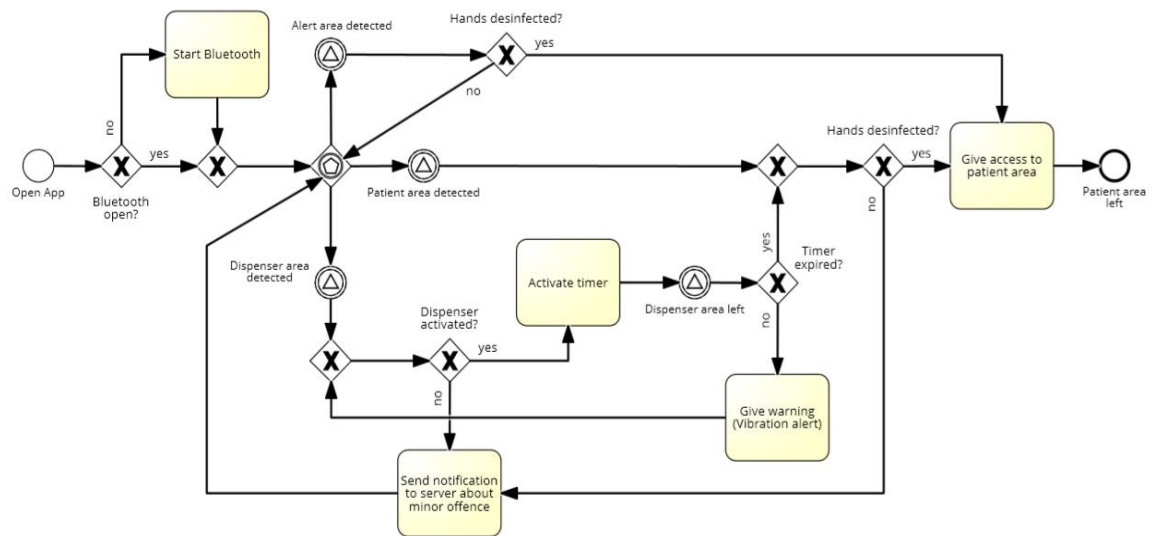 Hands desinfected?
Alert area detected
yes
Start Bluetooth
no
no
Hands desinfected?
yes
yes
Give access to
patient area
Open App
Bluetooth
open?
Patient area detected
Patient area
left
no
yes
Timer
expired?
Dispenser area
detected
Activate timer
Dispenser area left
Dispenser
activated?
no
yes
no
Give warning
(Vibration alert)
Send notification
to server about
minor offence